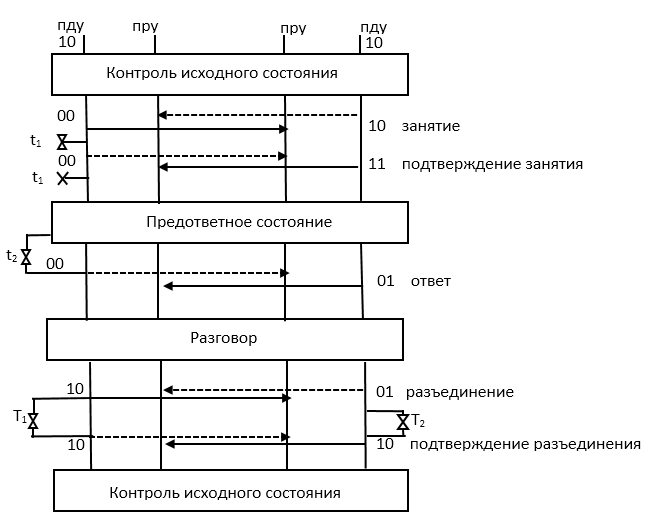 пду пру пру пду
10 10
Контроль исходного состояния
00
10 занятие
t1
00
11 подтверждение занятия
t1
Предответное состояние
t2
00
01 ответ
Разговор
10 01 разъединение
T1 T2
10 10 подтверждение разъединения
Контроль исходного состояния